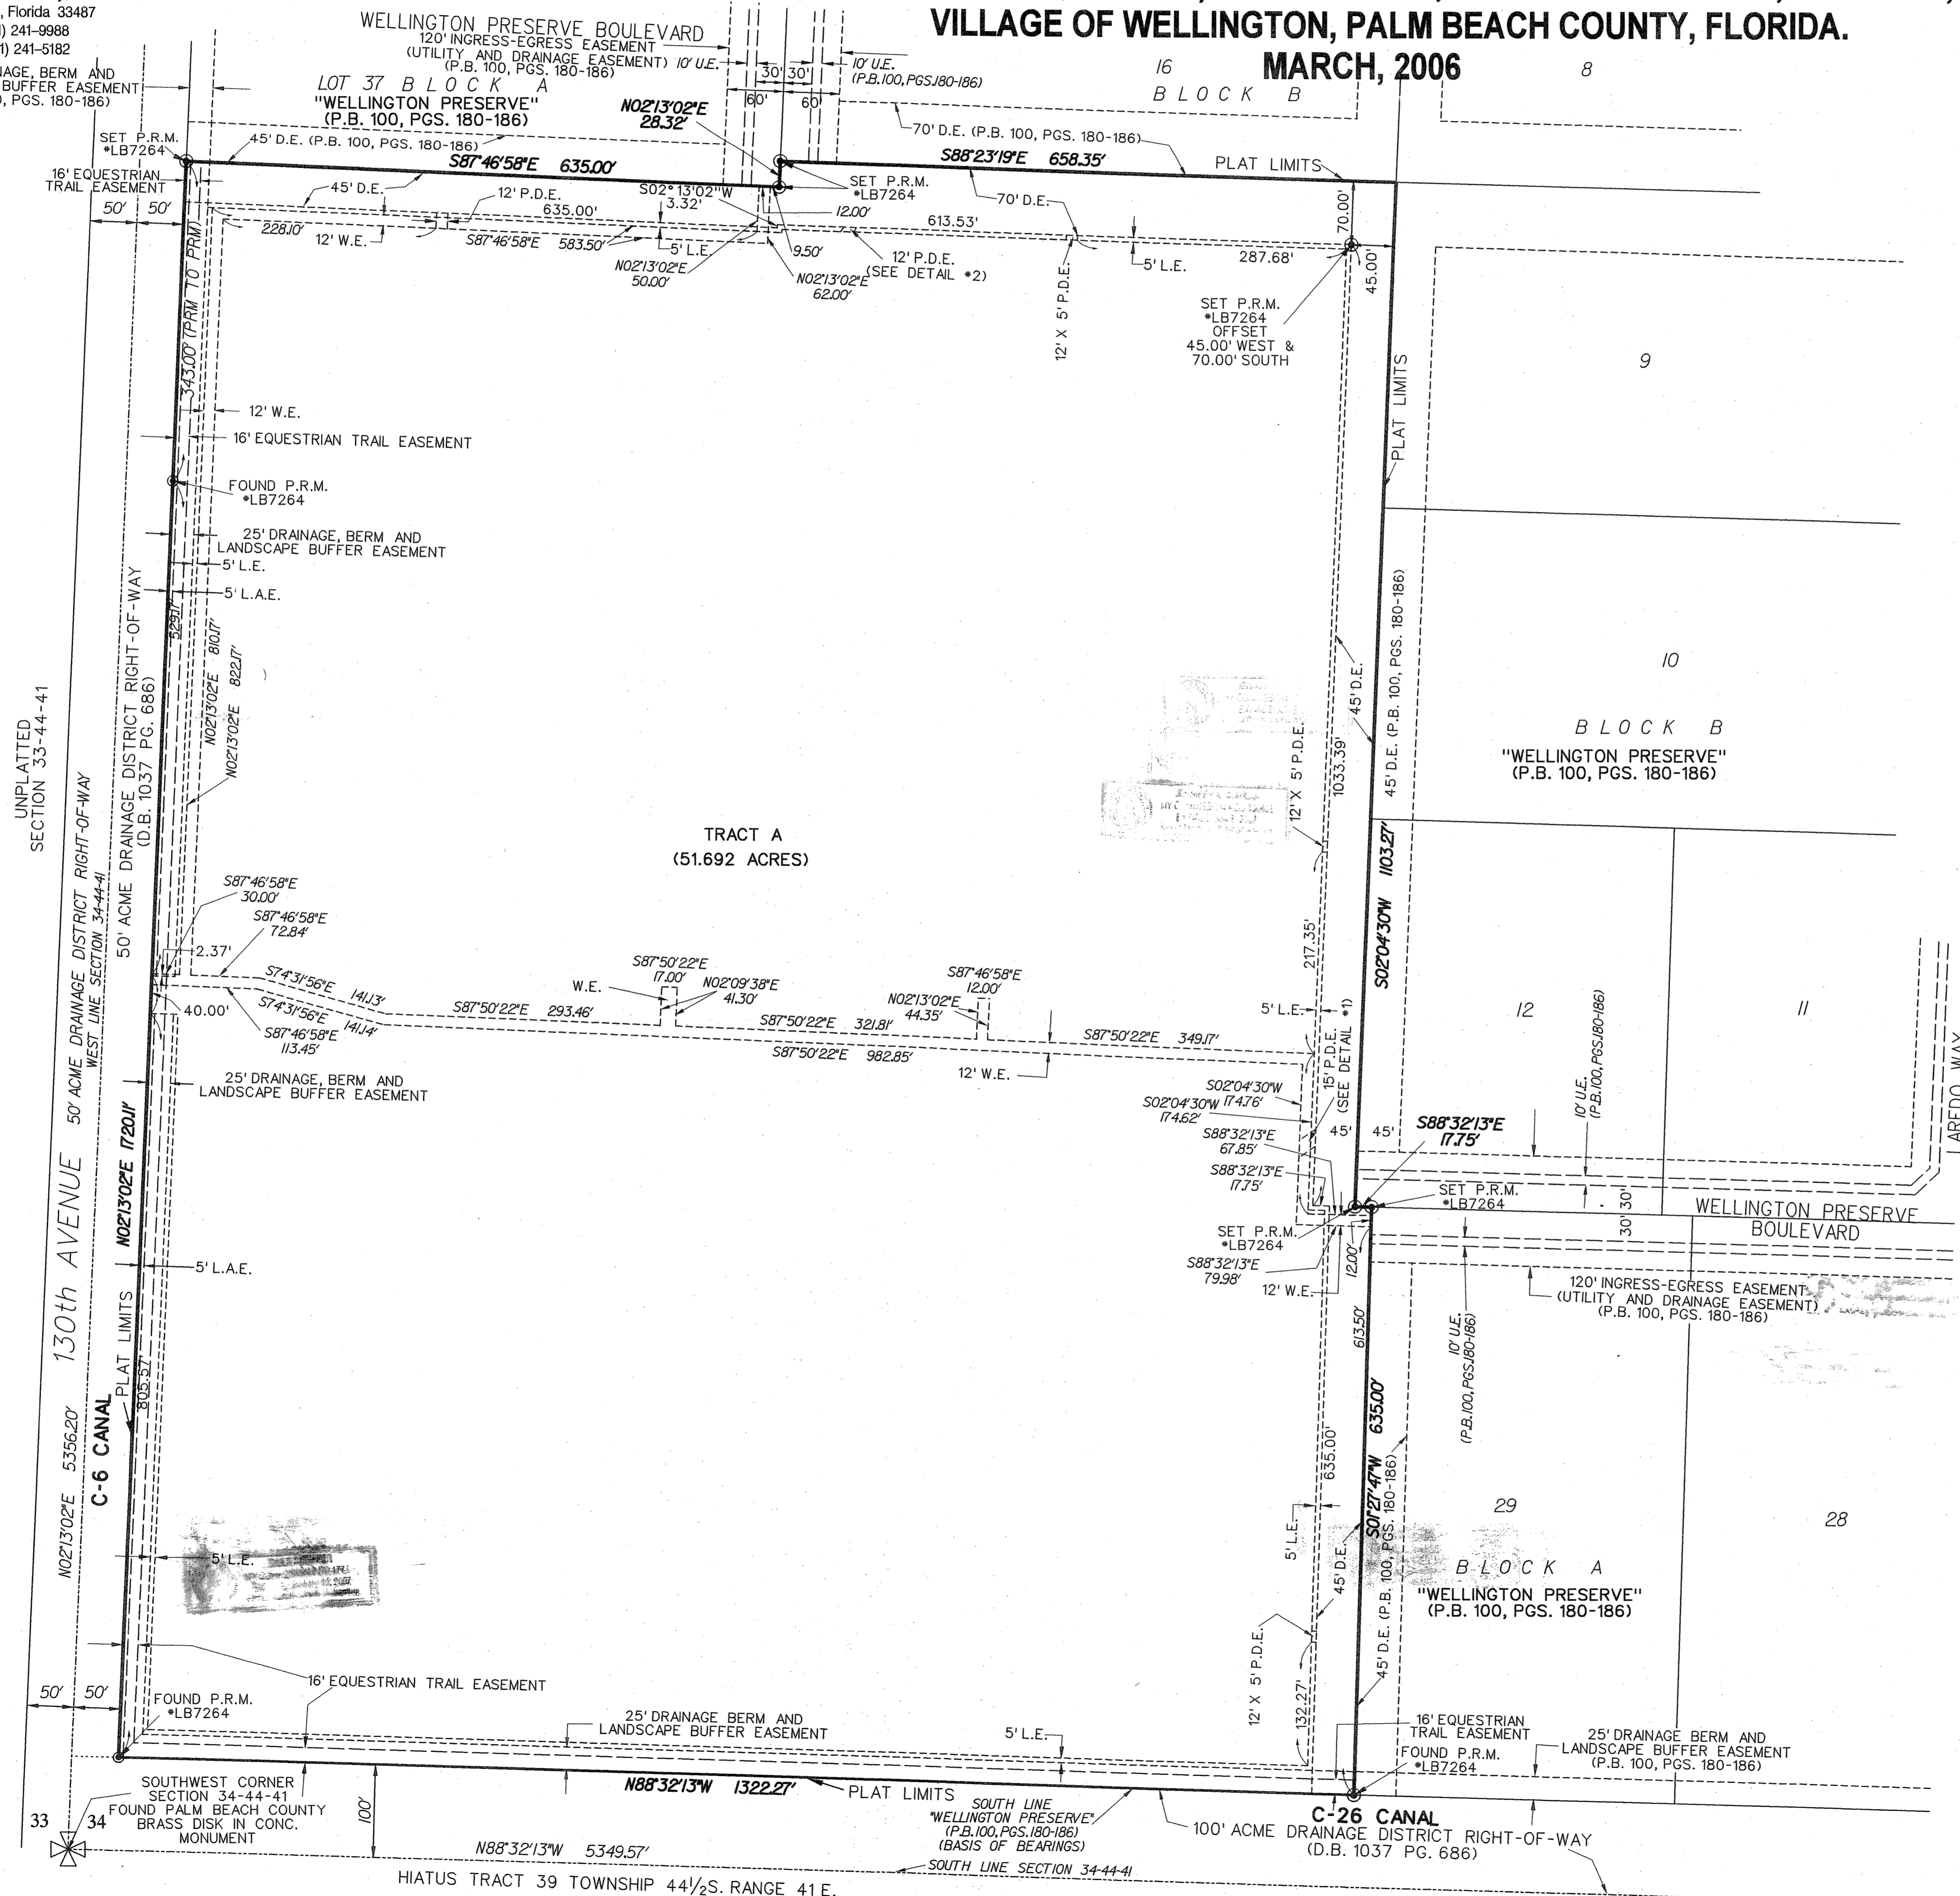 , Florida 33487
) 241-9988
1) 241-5182
VILLAGE OF WELLINGTON, PALM BEACH COUNTY, FLORIDA.
MARCH, 2006
NAGE, BERM AND
BUFFER EASEMENT
), PGS. 180-186)
WELLINGTON PRESERVE BOULEVARD
120' INGRESS-EGRESS EASEMENT
(UTILITY AND DRAINAGE EASEMENT)
(P.B. 100, PGS. 180-186)
10' U.E.
30' 30'
60' 60'
10' U.E.
(P.B.100,PGS.180-186)
LOT 37 BLOCK A
"WELLINGTON PRESERVE"
(P.B. 100, PGS. 180-186)
N02°13'02"E
28.32'
16
BLOCK B
8
70' D.E. (P.B. 100, PGS. 180-186)
SET P.R.M.
*LB7264
45' D.E. (P.B. 100, PGS. 180-186)
S87°46'58"E 635.00'
S88°23'19"E 658.35'
PLAT LIMITS
16' EQUESTRIAN
TRAIL EASEMENT
50' 50'
45' D.E.
12' P.D.E.
635.00'
S02°13'02"W
3.32'
SET P.R.M.
*LB7264
12.00'
70' D.E.
613.53'
70.00'
228.10'
12' W.E.
S87°46'58"E 583.50'
5' L.E.
N02°13'02"E
50.00'
9.50'
N02°13'02"E
62.00'
12' P.D.E.
(SEE DETAIL *2)
12' X 5' P.D.E.
5' L.E.
287.68'
45.00'
SET P.R.M.
*LB7264
OFFSET
45.00' WEST &
70.00' SOUTH
343.00' (PRM TO PRM)
9
PLAT LIMITS
12' W.E.
16' EQUESTRIAN TRAIL EASEMENT
FOUND P.R.M.
*LB7264
25' DRAINAGE, BERM AND
LANDSCAPE BUFFER EASEMENT
5' L.E.
5' L.A.E.
529.17'
N02°13'02"E 810.17'
N02°13'02"E 822.17'
50' ACME DRAINAGE DISTRICT RIGHT-OF-WAY
(D.B. 1037 PG. 686)
UNPLATTED
SECTION 33-44-41
50' ACME DRAINAGE DISTRICT RIGHT-OF-WAY
WEST LINE SECTION 34-44-41
45' D.E.
45' D.E. (P.B. 100, PGS. 180-186)
10
BLOCK B
"WELLINGTON PRESERVE"
(P.B. 100, PGS. 180-186)
12' X 5' P.D.E.
1033.39'
TRACT A
(51.692 ACRES)
S02°04'30"W 1103.27'
S87°46'58"E
30.00'
S87°46'58"E
72.84'
2.37'
S74°31'56"E 141.13'
S74°31'56"E 141.14'
40.00'
S87°46'58"E
113.45'
S87°50'22"E 293.46'
W.E.
S87°50'22"E
17.00'
N02°09'38"E
41.30'
S87°50'22"E 321.81'
S87°50'22"E 982.85'
S87°46'58"E
12.00'
N02°13'02"E
44.35'
S87°50'22"E 349.17'
12' W.E.
217.35'
5' L.E.
15' P.D.E.
(SEE DETAIL *1)
12
11
10' U.E.
(P.B.100,PGS.180-186)
AREDO WAY
25' DRAINAGE, BERM AND
LANDSCAPE BUFFER EASEMENT
S02°04'30"W
174.76'
S02°04'30"W
174.62'
S88°32'13"E
67.85'
S88°32'13"E
17.75'
45' 45'
S88°32'13"E
17.75'
SET P.R.M.
*LB7264
SET P.R.M.
*LB7264
S88°32'13"E
79.98'
12' W.E.
12.00'
30' 30'
WELLINGTON PRESERVE
BOULEVARD
120' INGRESS-EGRESS EASEMENT
(UTILITY AND DRAINAGE EASEMENT)
(P.B. 100, PGS. 180-186)
10' U.E.
(P.B.100,PGS.180-186)
N02°13'02"E 1720.11'
5' L.A.E.
130th AVENUE
PLAT LIMITS
805.57'
C-6 CANAL
N02°13'02"E 5356.20'
613.50'
S01°27'47"W 635.00'
635.00'
5' L.E.
45' D.E.
45' D.E. (P.B. 100, PGS. 180-186)
29
28
BLOCK A
"WELLINGTON PRESERVE"
(P.B. 100, PGS. 180-186)
5' L.E.
12' X 5' P.D.E.
132.27'
50' 50'
FOUND P.R.M.
*LB7264
16' EQUESTRIAN TRAIL EASEMENT
25' DRAINAGE BERM AND
LANDSCAPE BUFFER EASEMENT
5' L.E.
16' EQUESTRIAN
TRAIL EASEMENT
FOUND P.R.M.
*LB7264
25' DRAINAGE BERM AND
LANDSCAPE BUFFER EASEMENT
(P.B. 100, PGS. 180-186)
N88°32'13"W 1322.27'
PLAT LIMITS
SOUTHWEST CORNER
SECTION 34-44-41
FOUND PALM BEACH COUNTY
BRASS DISK IN CONC.
MONUMENT
33 34
100'
SOUTH LINE
"WELLINGTON PRESERVE"
(P.B.100,PGS.180-186)
(BASIS OF BEARINGS)
C-26 CANAL
100' ACME DRAINAGE DISTRICT RIGHT-OF-WAY
(D.B. 1037 PG. 686)
N88°32'13"W 5349.57'
SOUTH LINE SECTION 34-44-41
HIATUS TRACT 39 TOWNSHIP 44½S. RANGE 41 E.